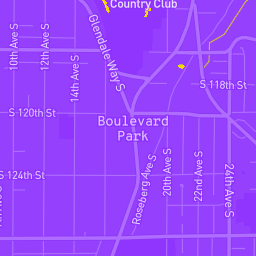 Country Club
10th Ave S
12th Ave S
14th Ave S
Glendale Way S
S 118th St
S 120th St
Boulevard
Park
S 124th St
Roseberg Ave S
20th Ave S
22nd Ave S
24th Ave S